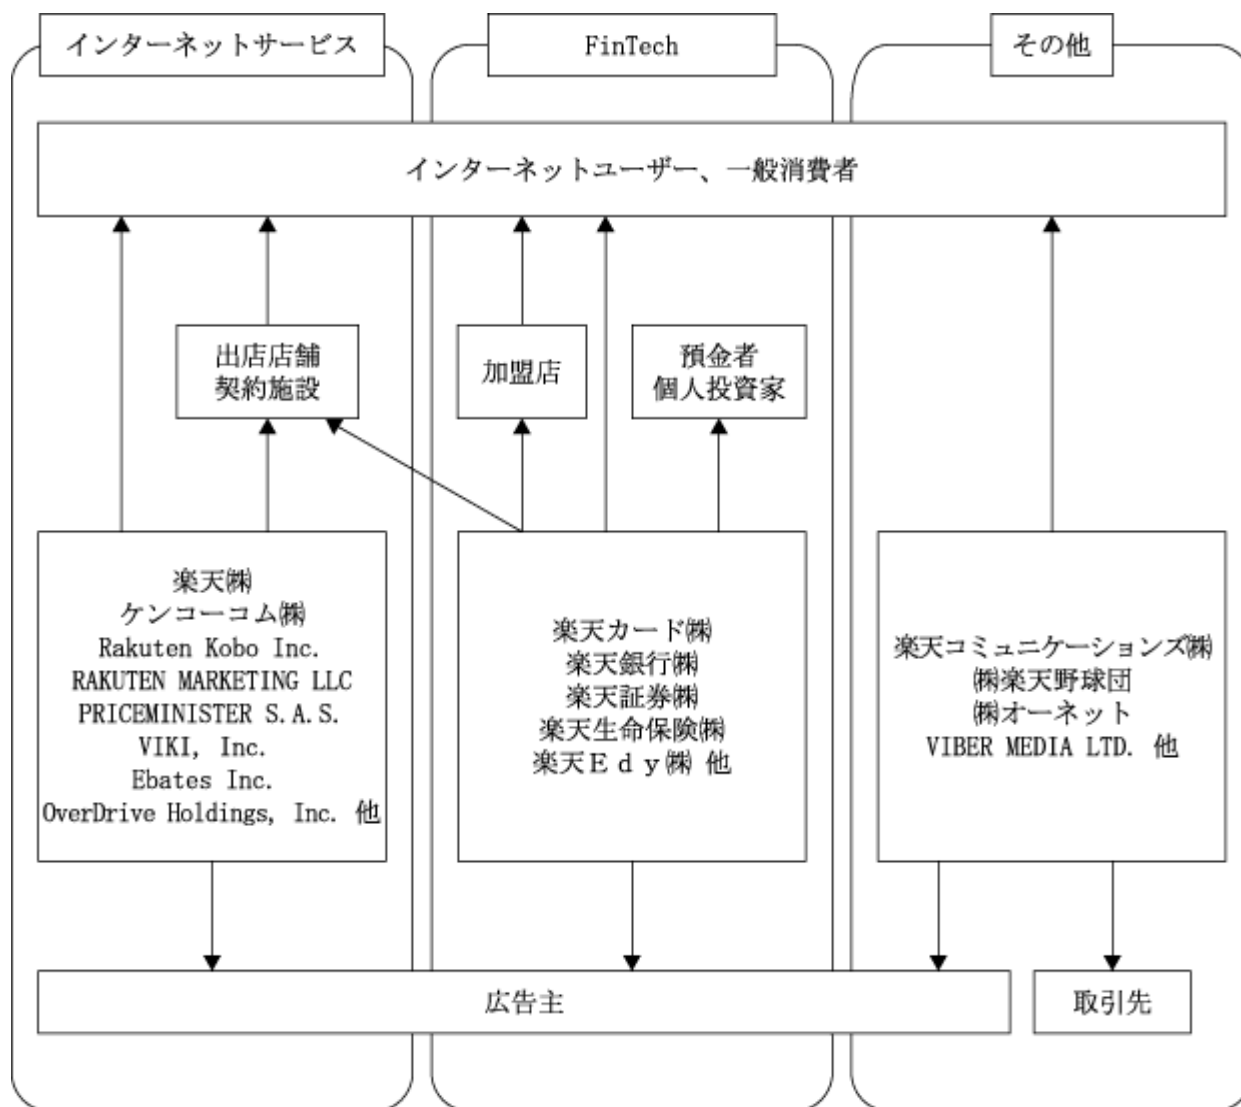 インターネットサービス
FinTech
その他
インターネットユーザー、一般消費者
出店店舗
契約施設
加盟店
預金者
個人投資家
楽天㈱
ケンコーコム㈱
Rakuten Kobo Inc.
RAKUTEN MARKETING LLC
PRICEMINISTER S.A.S.
VIKI, Inc.
Ebates Inc.
OverDrive Holdings, Inc. 他
楽天カード㈱
楽天銀行㈱
楽天証券㈱
楽天生命保険㈱
楽天Ｅｄｙ㈱ 他
楽天コミュニケーションズ㈱
㈱楽天野球団
㈱オーネット
VIBER MEDIA LTD. 他
広告主
取引先